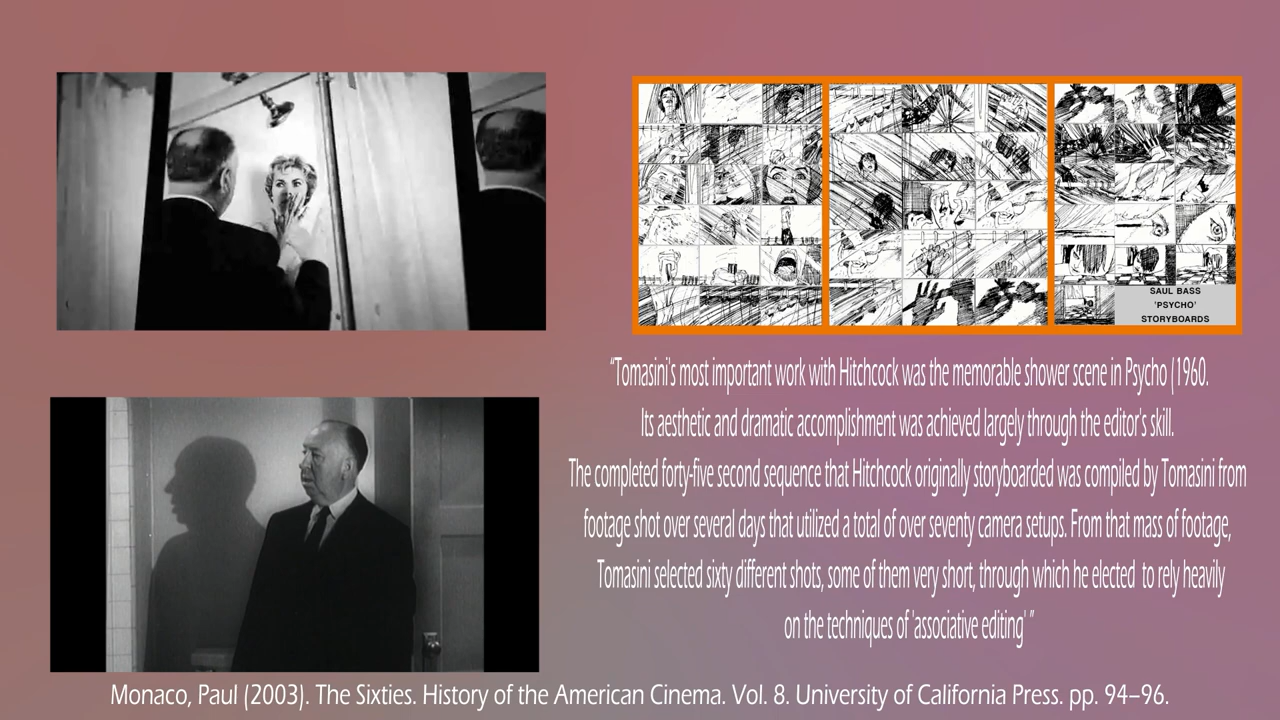 SAUL BASS
'PSYCHO'
STORYBOARDS
“Tomasini's most important work with Hitchcock was the memorable shower scene in Psycho (1960.
Its aesthetic and dramatic accomplishment was achieved largely through the editor's skill.
The completed forty-five second sequence that Hitchcock originally storyboarded was compiled by Tomasini from
footage shot over several days that utilized a total of over seventy camera setups. From that mass of footage,
Tomasini selected sixty different shots, some of them very short, through which he elected to rely heavily
on the techniques of 'associative editing' ”
Monaco, Paul (2003). The Sixties. History of the American Cinema. Vol. 8. University of California Press. pp. 94–96.